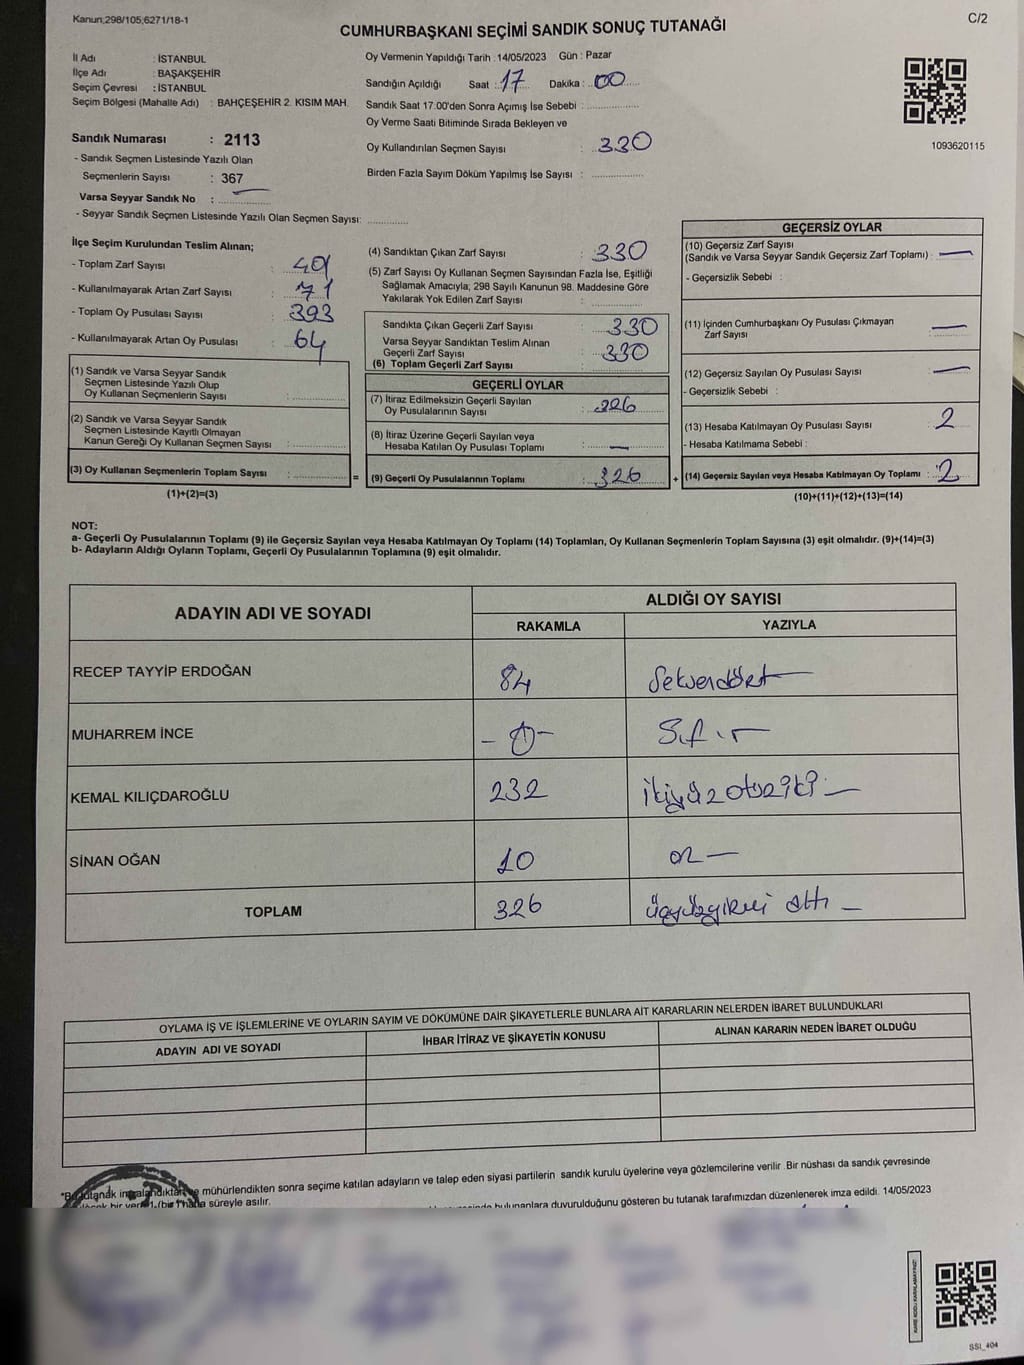 Kanun;298/105;6271/18-1
C/2
CUMHURBAŞKANI SEÇİMİ SANDIK SONUÇ TUTANAĞI
İl Adı : İSTANBUL
İlçe Adı : BAŞAKŞEHİR
Seçim Çevresi : İSTANBUL
Seçim Bölgesi (Mahalle Adı) : BAHÇEŞEHİR 2. KISIM MAH.
Sandık Numarası : 2113
- Sandık Seçmen Listesinde Yazılı Olan
Seçmenlerin Sayısı : 367
Varsa Seyyar Sandık No :
- Seyyar Sandık Seçmen Listesinde Yazılı Olan Seçmen Sayısı:
Oy Vermenin Yapıldığı Tarih :14/05/2023 Gün : Pazar
Sandığın Açıldığı Saat : 17 Dakika : 00
Sandık Saat 17:00'den Sonra Açımış İse Sebebi :
Oy Verme Saati Bitiminde Sırada Bekleyen ve
Oy Kullandırılan Seçmen Sayısı : 330
Birden Fazla Sayım Döküm Yapılmış İse Sayısı :
1093620115
İlçe Seçim Kurulundan Teslim Alınan;
- Toplam Zarf Sayısı : 401
- Kullanılmayarak Artan Zarf Sayısı : 71
- Toplam Oy Pusulası Sayısı : 393
- Kullanılmayarak Artan Oy Pusulası : 64
(1) Sandık ve Varsa Seyyar Sandık
Seçmen Listesinde Yazılı Olup
Oy Kullanan Seçmenlerin Sayısı :
(2) Sandık ve Varsa Seyyar Sandık
Seçmen Listesinde Kayıtlı Olmayan
Kanun Gereği Oy Kullanan Seçmen Sayısı :
(3) Oy Kullanan Seçmenlerin Toplam Sayısı :
(1)+(2)=(3)
(4) Sandıktan Çıkan Zarf Sayısı : 330
(5) Zarf Sayısı Oy Kullanan Seçmen Sayısından Fazla İse, Eşitliği
Sağlamak Amacıyla; 298 Sayılı Kanunun 98. Maddesine Göre
Yakılarak Yok Edilen Zarf Sayısı :
Sandıkta Çıkan Geçerli Zarf Sayısı : 330
Varsa Seyyar Sandıktan Teslim Alınan
Geçerli Zarf Sayısı : 330
(6) Toplam Geçerli Zarf Sayısı :
GEÇERLİ OYLAR
(7) İtiraz Edilmeksizin Geçerli Sayılan
Oy Pusulalarının Sayısı : 326
(8) İtiraz Üzerine Geçerli Sayılan veya
Hesaba Katılan Oy Pusulası Toplamı : —
= (9) Geçerli Oy Pusulalarının Toplamı : 326 +
GEÇERSİZ OYLAR
(10) Geçersiz Zarf Sayısı
(Sandık ve Varsa Seyyar Sandık Geçersiz Zarf Toplamı) : —
- Geçersizlik Sebebi :
(11) İçinden Cumhurbaşkanı Oy Pusulası Çıkmayan
Zarf Sayısı : —
(12) Geçersiz Sayılan Oy Pusulası Sayısı : —
- Geçersizlik Sebebi :
(13) Hesaba Katılmayan Oy Pusulası Sayısı : 2
- Hesaba Katılmama Sebebi :
(14) Geçersiz Sayılan veya Hesaba Katılmayan Oy Toplamı : 2
(10)+(11)+(12)+(13)=(14)
NOT:
a- Geçerli Oy Pusulalarının Toplamı (9) ile Geçersiz Sayılan veya Hesaba Katılmayan Oy Toplamı (14) Toplamları, Oy Kullanan Seçmenlerin Toplam Sayısına (3) eşit olmalıdır. (9)+(14)=(3)
b- Adayların Aldığı Oyların Toplamı, Geçerli Oy Pusulalarının Toplamına (9) eşit olmalıdır.
ADAYIN ADI VE SOYADI
ALDIĞI OY SAYISI
RAKAMLA YAZIYLA
RECEP TAYYİP ERDOĞAN 84 Seksendört
MUHARREM İNCE - 0 - Sıfır
KEMAL KILIÇDAROĞLU 232 ikiyüzotuziki —
SİNAN OĞAN 10 on —
TOPLAM 326 üçyüzyirmi altı —
OYLAMA İŞ VE İŞLEMLERİNE VE OYLARIN SAYIM VE DÖKÜMÜNE DAİR ŞİKAYETLERLE BUNLARA AİT KARARLARIN NELERDEN İBARET BULUNDUKLARI
ADAYIN ADI VE SOYADI İHBAR İTİRAZ VE ŞİKAYETİN KONUSU ALINAN KARARIN NEDEN İBARET OLDUĞU
*Bu tutanak imzalandıktan ve mühürlendikten sonra seçime katılan adayların ve talep eden siyasi partilerin sandık kurulu üyelerine veya gözlemcilerine verilir. Bir nüshası da sandık çevresinde
bir hafta süreyle asılır.
bulunanlara duyurulduğunu gösteren bu tutanak tarafımızdan düzenlenerek imza edildi. 14/05/2023
KARE KODU KARALAMAYINIZ!
SSI_404